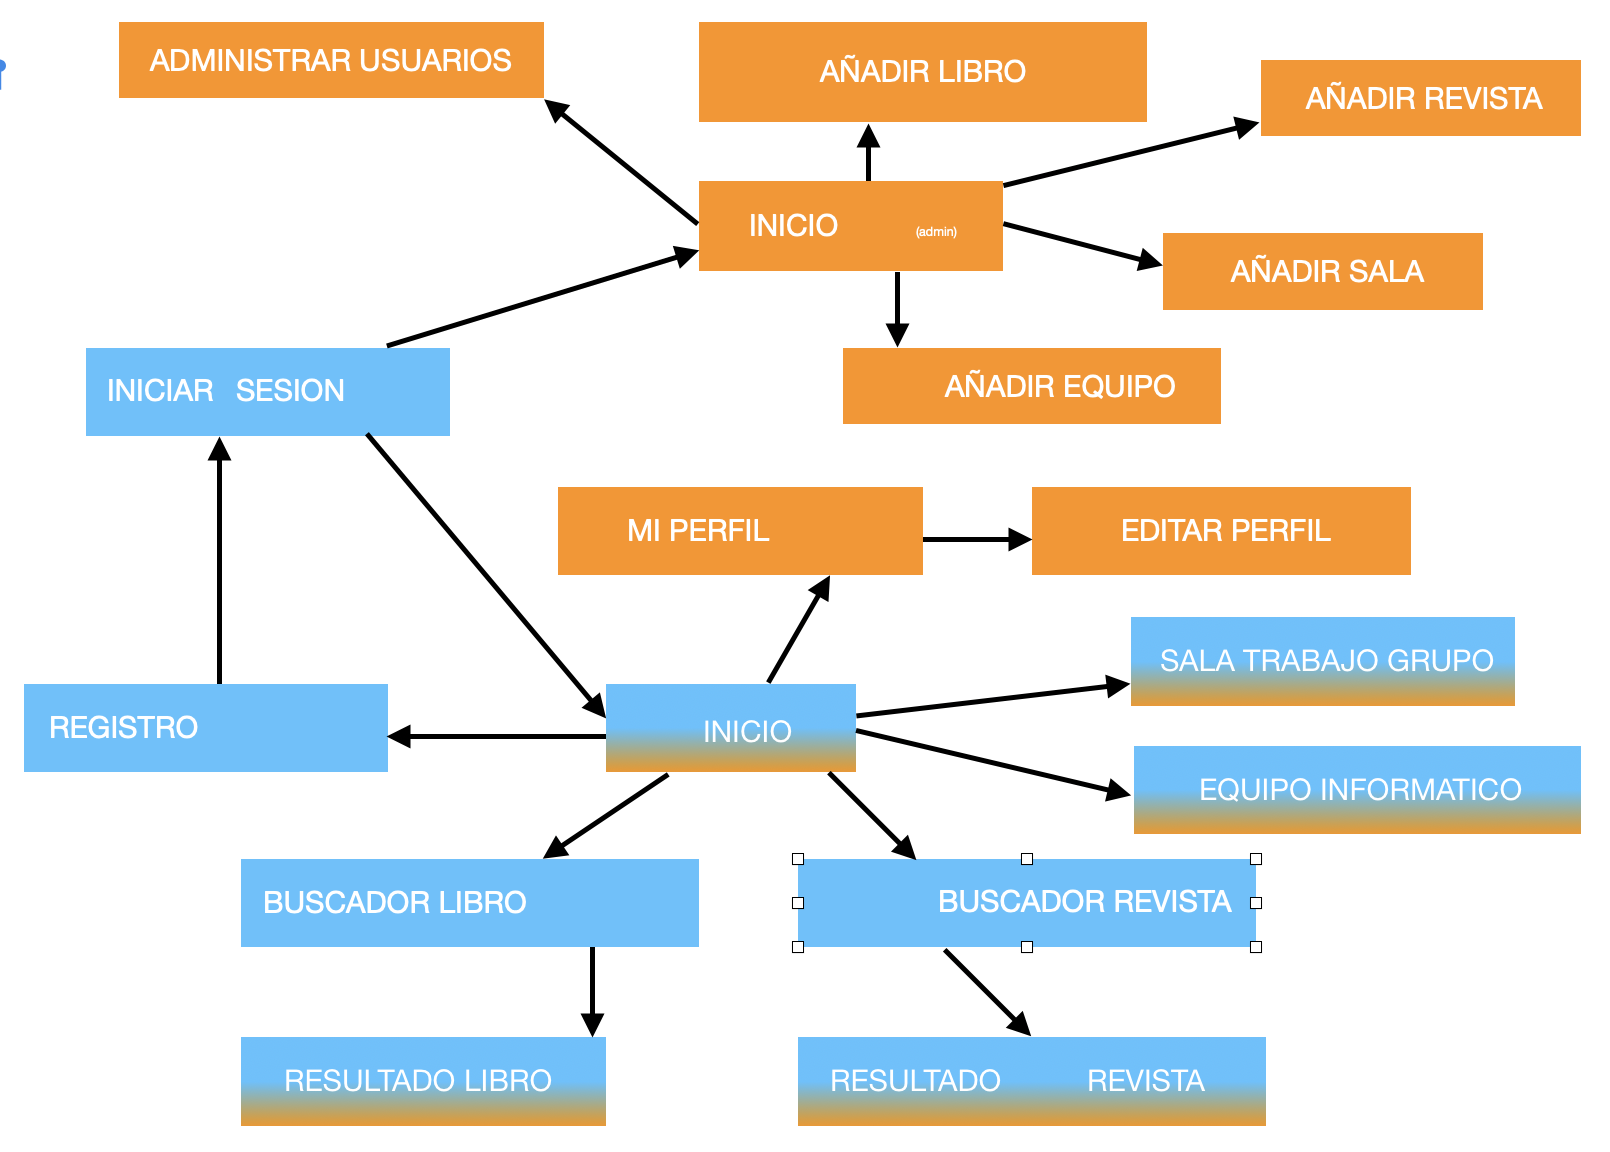 ADMINISTRAR USUARIOS
AÑADIR LIBRO
AÑADIR REVISTA
INICIO (admin)
AÑADIR SALA
INICIAR SESION
AÑADIR EQUIPO
MI PERFIL
EDITAR PERFIL
SALA TRABAJO GRUPO
REGISTRO
INICIO
EQUIPO INFORMATICO
BUSCADOR LIBRO
BUSCADOR REVISTA
RESULTADO LIBRO
RESULTADO REVISTA